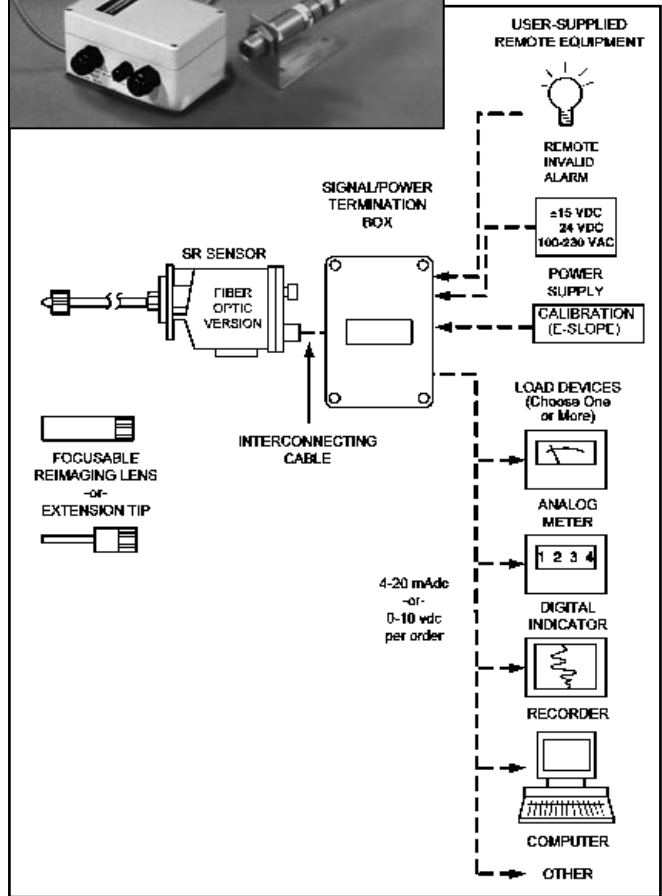 USER-SUPPLIED
REMOTE EQUIPMENT
REMOTE
INVALID
ALARM
SIGNAL/POWER
TERMINATION
BOX
±15 VDC
24 VDC
100-230 VAC
SR SENSOR
POWER
SUPPLY
FIBER
OPTIC
VERSION
CALIBRATION
(E-SLOPE)
LOAD DEVICES
(Choose One
or More)
INTERCONNECTING
CABLE
FOCUSABLE
REIMAGING LENS
-or-
EXTENSION TIP
ANALOG
METER
1 2 3 4
4-20 mAdc
-or-
0-10 vdc
per order
DIGITAL
INDICATOR
RECORDER
COMPUTER
OTHER